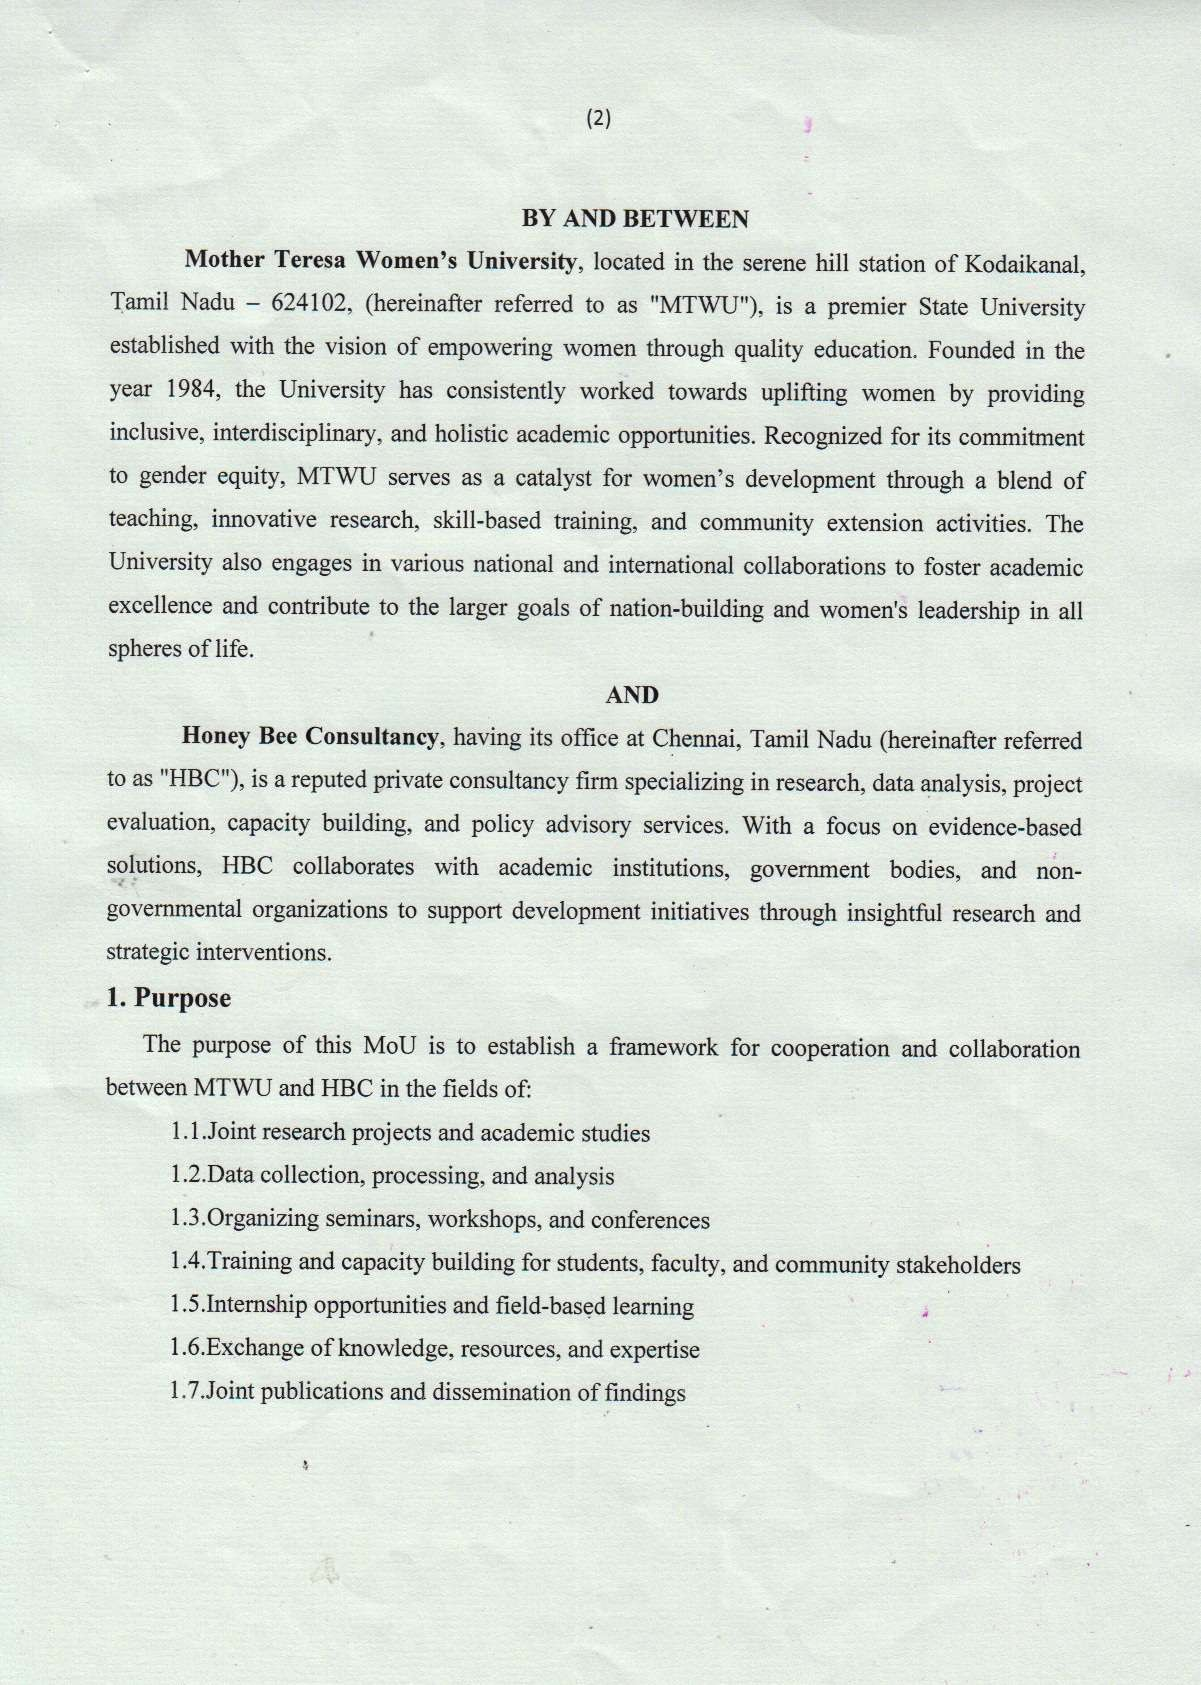 (2)
BY AND BETWEEN
Mother Teresa Women’s University, located in the serene hill station of Kodaikanal,
Tamil Nadu – 624102, (hereinafter referred to as "MTWU"), is a premier State University
established with the vision of empowering women through quality education. Founded in the
year 1984, the University has consistently worked towards uplifting women by providing
inclusive, interdisciplinary, and holistic academic opportunities. Recognized for its commitment
to gender equity, MTWU serves as a catalyst for women’s development through a blend of
teaching, innovative research, skill-based training, and community extension activities. The
University also engages in various national and international collaborations to foster academic
excellence and contribute to the larger goals of nation-building and women's leadership in all
spheres of life.
AND
Honey Bee Consultancy, having its office at Chennai, Tamil Nadu (hereinafter referred
to as "HBC"), is a reputed private consultancy firm specializing in research, data analysis, project
evaluation, capacity building, and policy advisory services. With a focus on evidence-based
solutions, HBC collaborates with academic institutions, government bodies, and non-
governmental organizations to support development initiatives through insightful research and
strategic interventions.
1. Purpose
The purpose of this MoU is to establish a framework for cooperation and collaboration
between MTWU and HBC in the fields of:
1.1.Joint research projects and academic studies
1.2.Data collection, processing, and analysis
1.3.Organizing seminars, workshops, and conferences
1.4.Training and capacity building for students, faculty, and community stakeholders
1.5.Internship opportunities and field-based learning
1.6.Exchange of knowledge, resources, and expertise
1.7.Joint publications and dissemination of findings